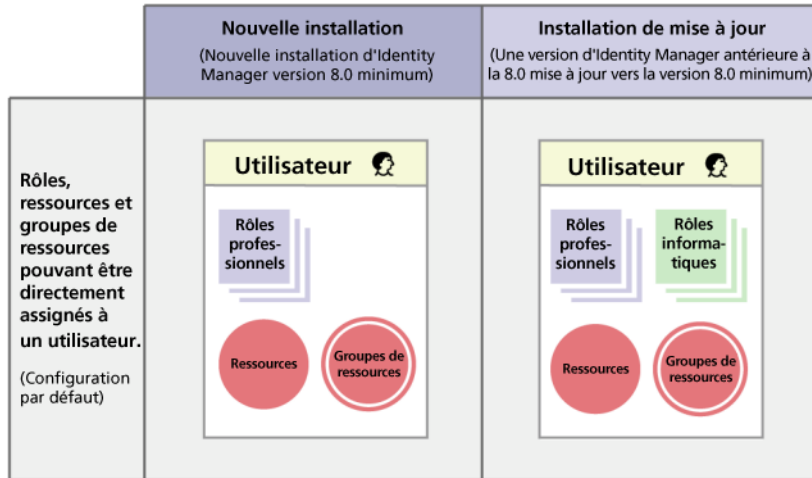 Nouvelle installation
(Nouvelle installation d'Identity
Manager version 8.0 minimum)
Installation de mise à jour
(Une version d'Identity Manager antérieure à
la 8.0 mise à jour vers la version 8.0 minimum)
Rôles,
ressources et
groupes de
ressources
pouvant être
directement
assignés à
un utilisateur.
(Configuration
par défaut)
Utilisateur
Rôles
profes-
sionnels
Ressources
Groupes de
ressources
Utilisateur
Rôles
profes-
sionnels
Rôles
informa-
tiques
Ressources
Groupes de
ressources